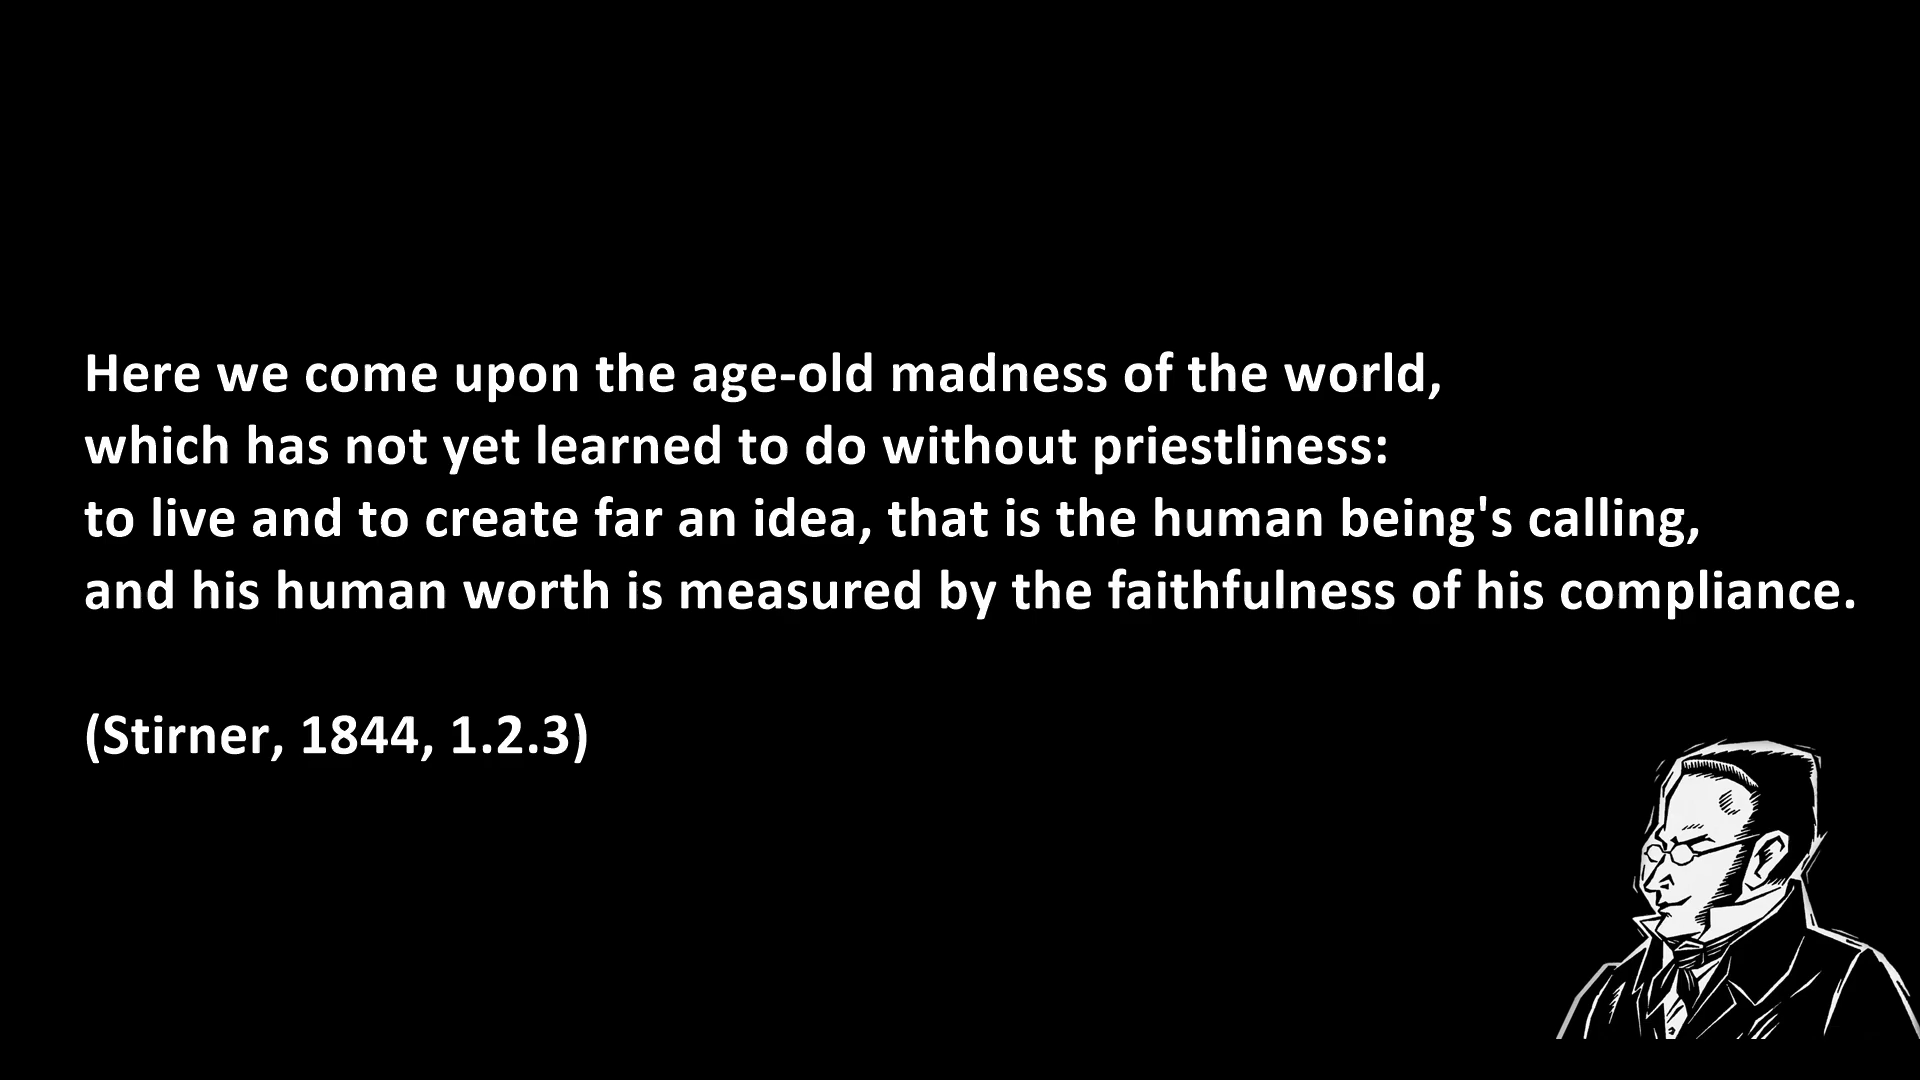 Here we come upon the age-old madness of the world,
which has not yet learned to do without priestliness:
to live and to create far an idea, that is the human being's calling,
and his human worth is measured by the faithfulness of his compliance.
(Stirner, 1844, 1.2.3)